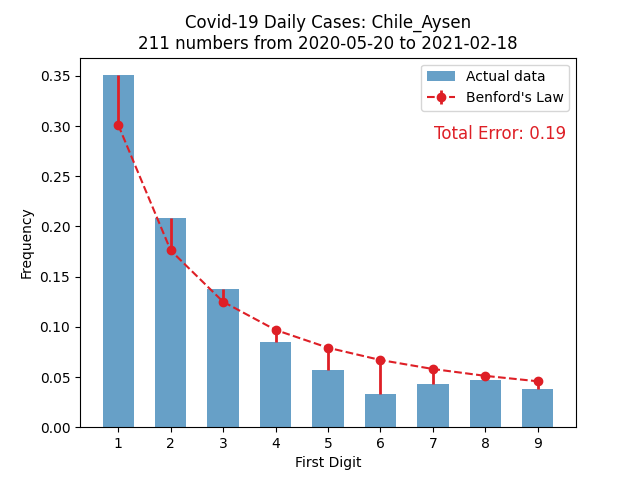 Covid-19 Daily Cases: Chile_Aysen
211 numbers from 2020-05-20 to 2021-02-18
Actual data
Benford's Law
Total Error: 0.19
Frequency
0.35
0.30
0.25
0.20
0.15
0.10
0.05
0.00
1 2 3 4 5 6 7 8 9
First Digit